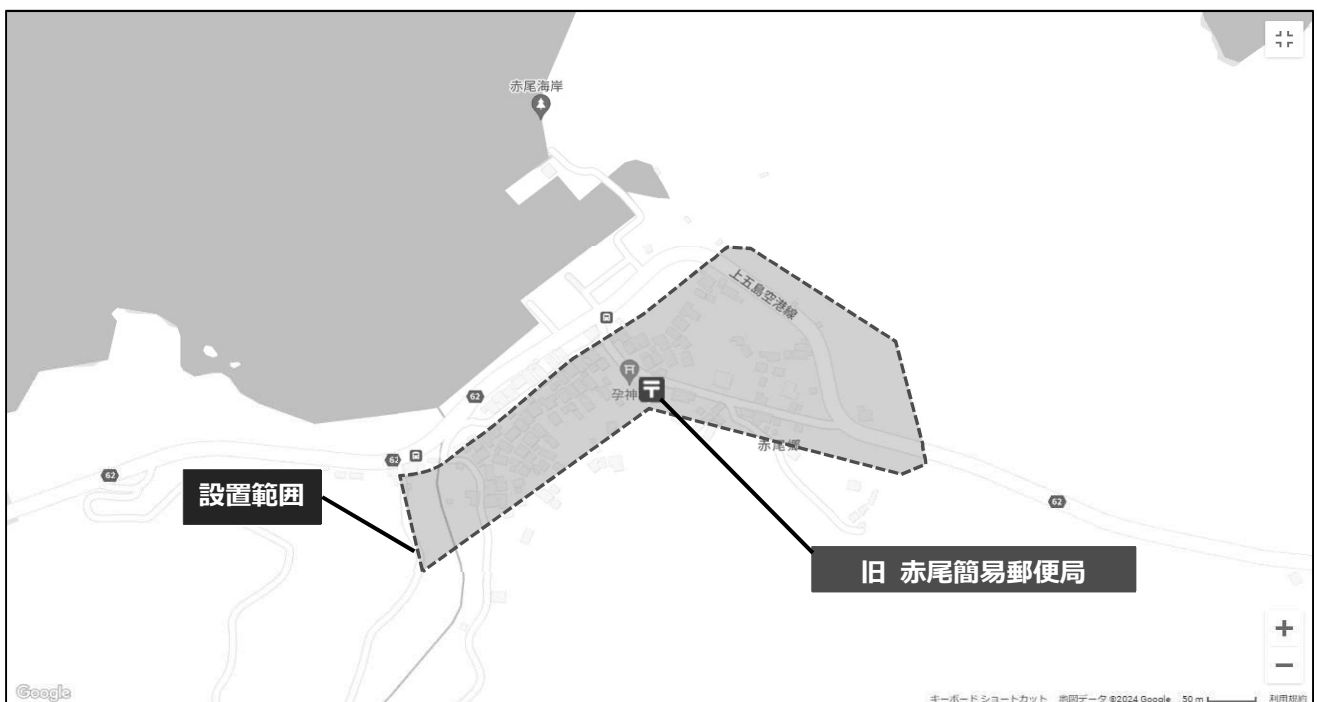 赤尾海岸
上五島空港線
孕神
〒
赤尾郷
62
62
62
62
設置範囲
旧 赤尾簡易郵便局
Google
キーボード ショートカット 地図データ ©2024 Google 50 m 利用規約